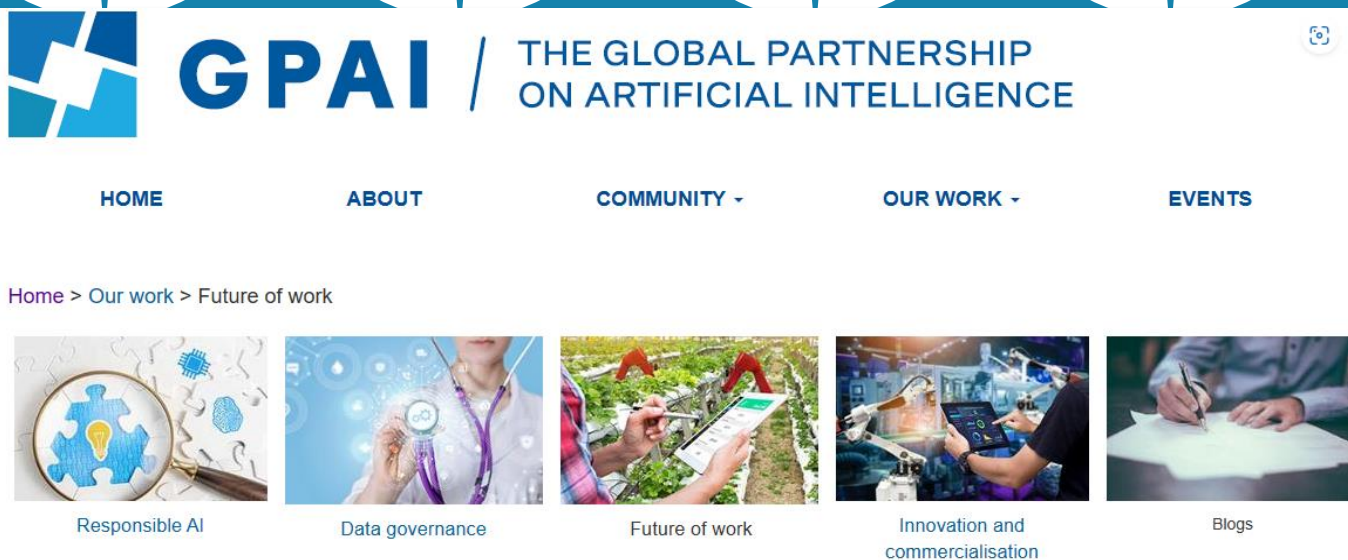 GPAI / THE GLOBAL PARTNERSHIP
ON ARTIFICIAL INTELLIGENCE
HOME ABOUT COMMUNITY OUR WORK EVENTS
Home > Our work > Future of work
Responsible AI Data governance Future of work Innovation and commercialisation Blogs